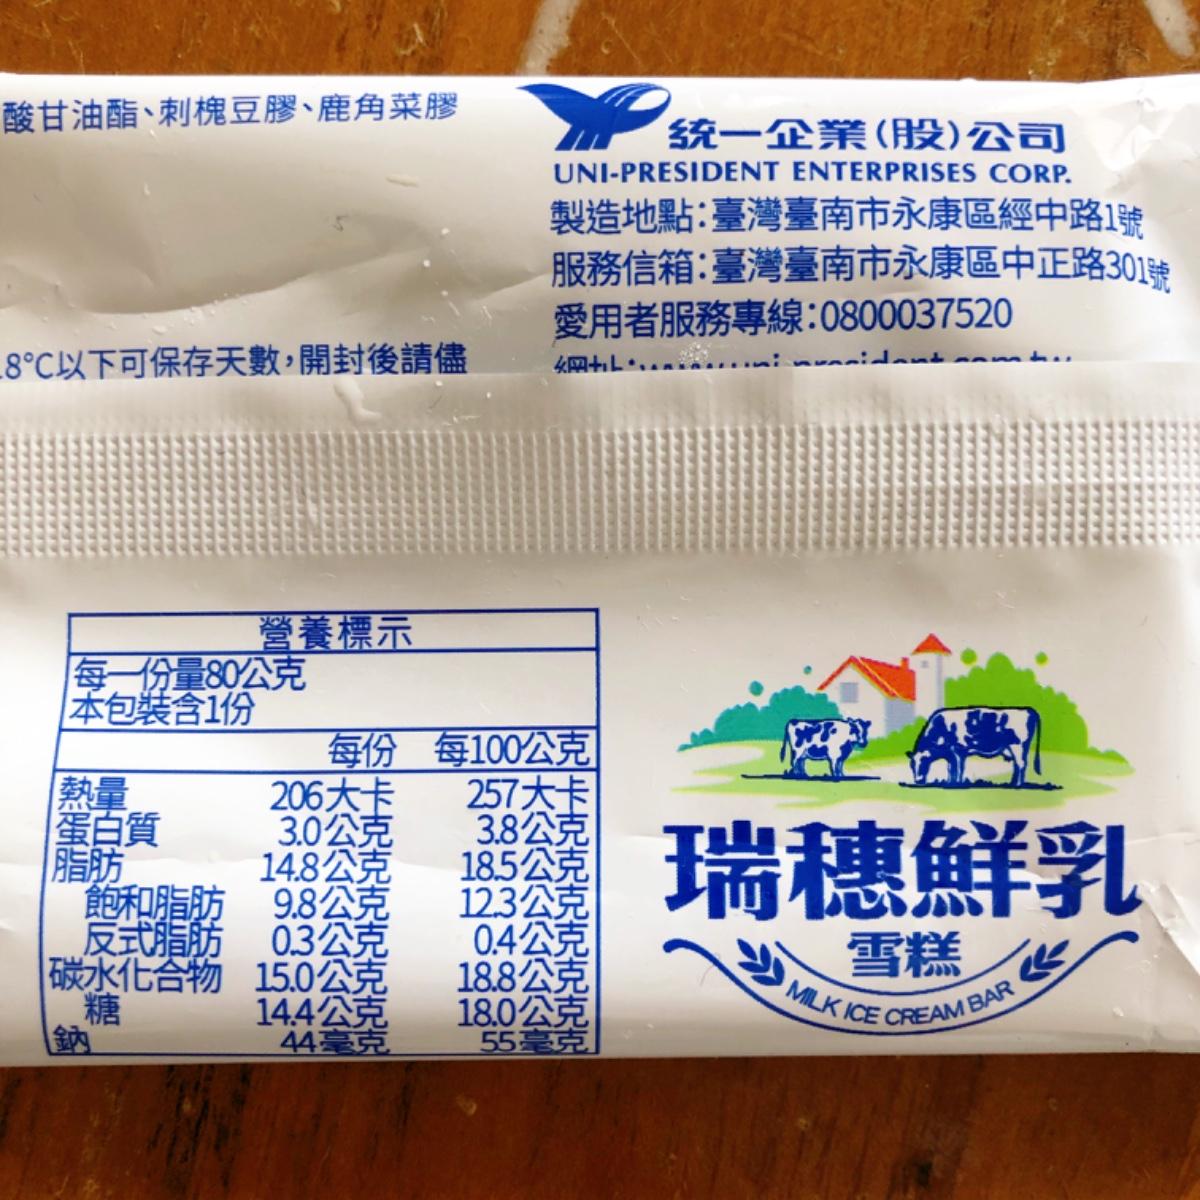 酸甘油酯、刺槐豆膠、鹿角菜膠
8°C以下可保存天數，開封後請儘
統一企業(股)公司
UNI-PRESIDENT ENTERPRISES CORP.
製造地點：臺灣臺南市永康區經中路1號
服務信箱：臺灣臺南市永康區中正路301號
愛用者服務專線：0800037520
網址：www.uni-president.com.tw
營養標示
每一份量80公克
本包裝含1份
每份 每100公克
熱量 206大卡 257大卡
蛋白質 3.0公克 3.8公克
脂肪 14.8公克 18.5公克
飽和脂肪 9.8公克 12.3公克
反式脂肪 0.3公克 0.4公克
碳水化合物 15.0公克 18.8公克
糖 14.4公克 18.0公克
鈉 44毫克 55毫克
瑞穗鮮乳
雪糕
MILK ICE CREAM BAR